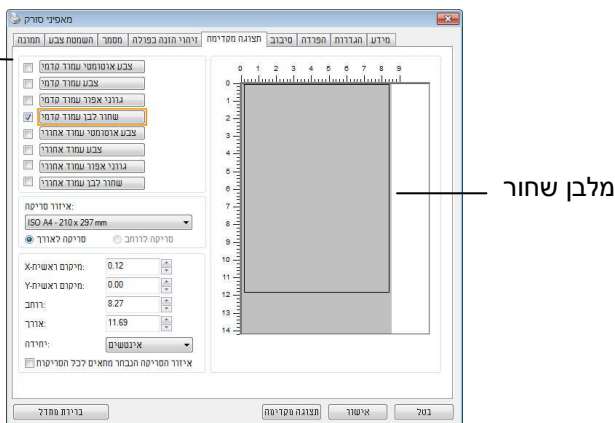 מאפייני סורק
תמונה השמטת צבע מסמך זיהוי הזנה כפולה תצוגה מקדימה סיבוב הפרדה הגדרות מידע
צבע אוטומטי עמוד קדמי
צבע עמוד קדמי
גווני אפור עמוד קדמי
שחור לבן עמוד קדמי
צבע אוטומטי עמוד אחורי
צבע עמוד אחורי
גווני אפור עמוד אחורי
שחור לבן עמוד אחורי
איזור סריקה:
ISO A4 - 210 x 297 mm
סריקה לאורך סריקה לרוחב
מיקום ראשית-X: 0.12
מיקום ראשית-Y: 0.00
רוחב: 8.27
אורך: 11.69
יחידה: אינטשים
איזור הסריקה הנבחר מתאים לכל הסריקות
0 1 2 3 4 5 6 7 8 9
0
1
2
3
4
5
6
7
8
9
10
11
12
13
14
מלבן שחור
ברירת מחדל תצוגה מקדימה אישור בטל